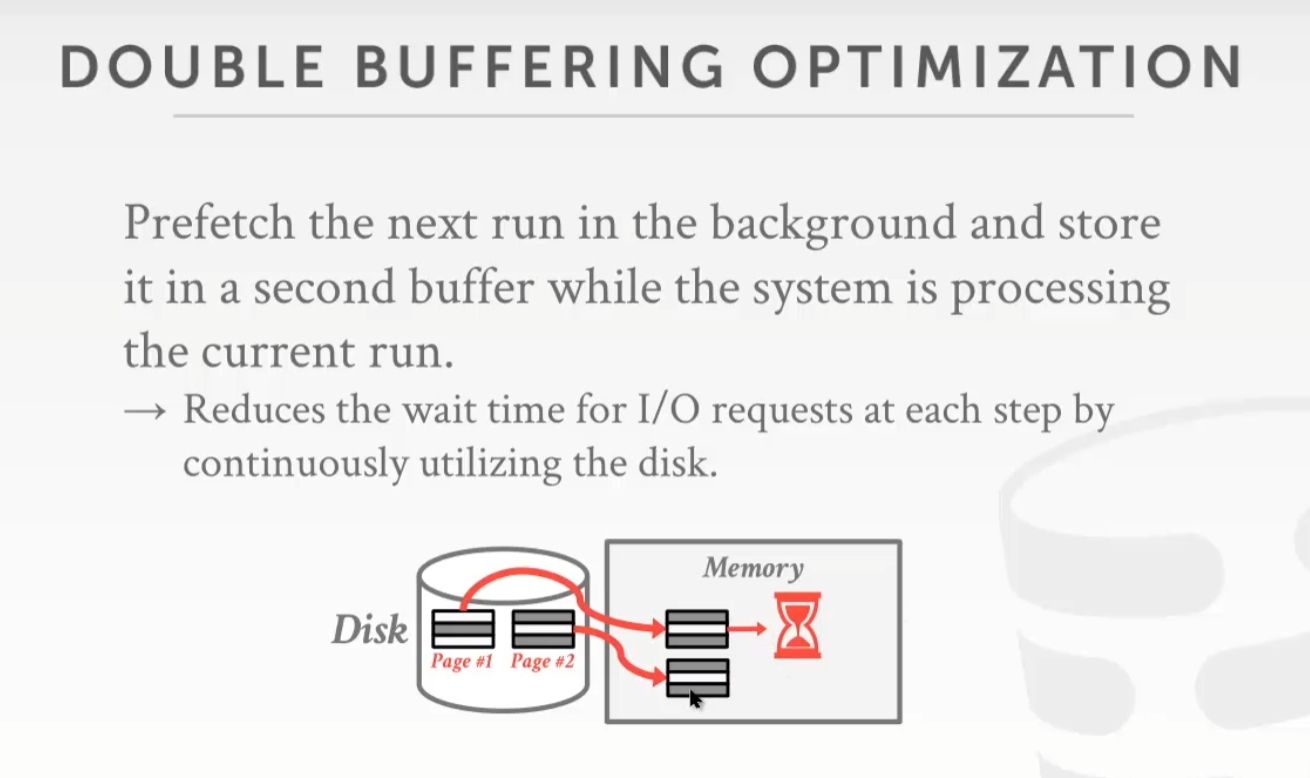 DOUBLE BUFFERING OPTIMIZATION
Prefetch the next run in the background and store
it in a second buffer while the system is processing
the current run.
→ Reduces the wait time for I/O requests at each step by
continuously utilizing the disk.
Memory
Disk
Page #1 Page #2